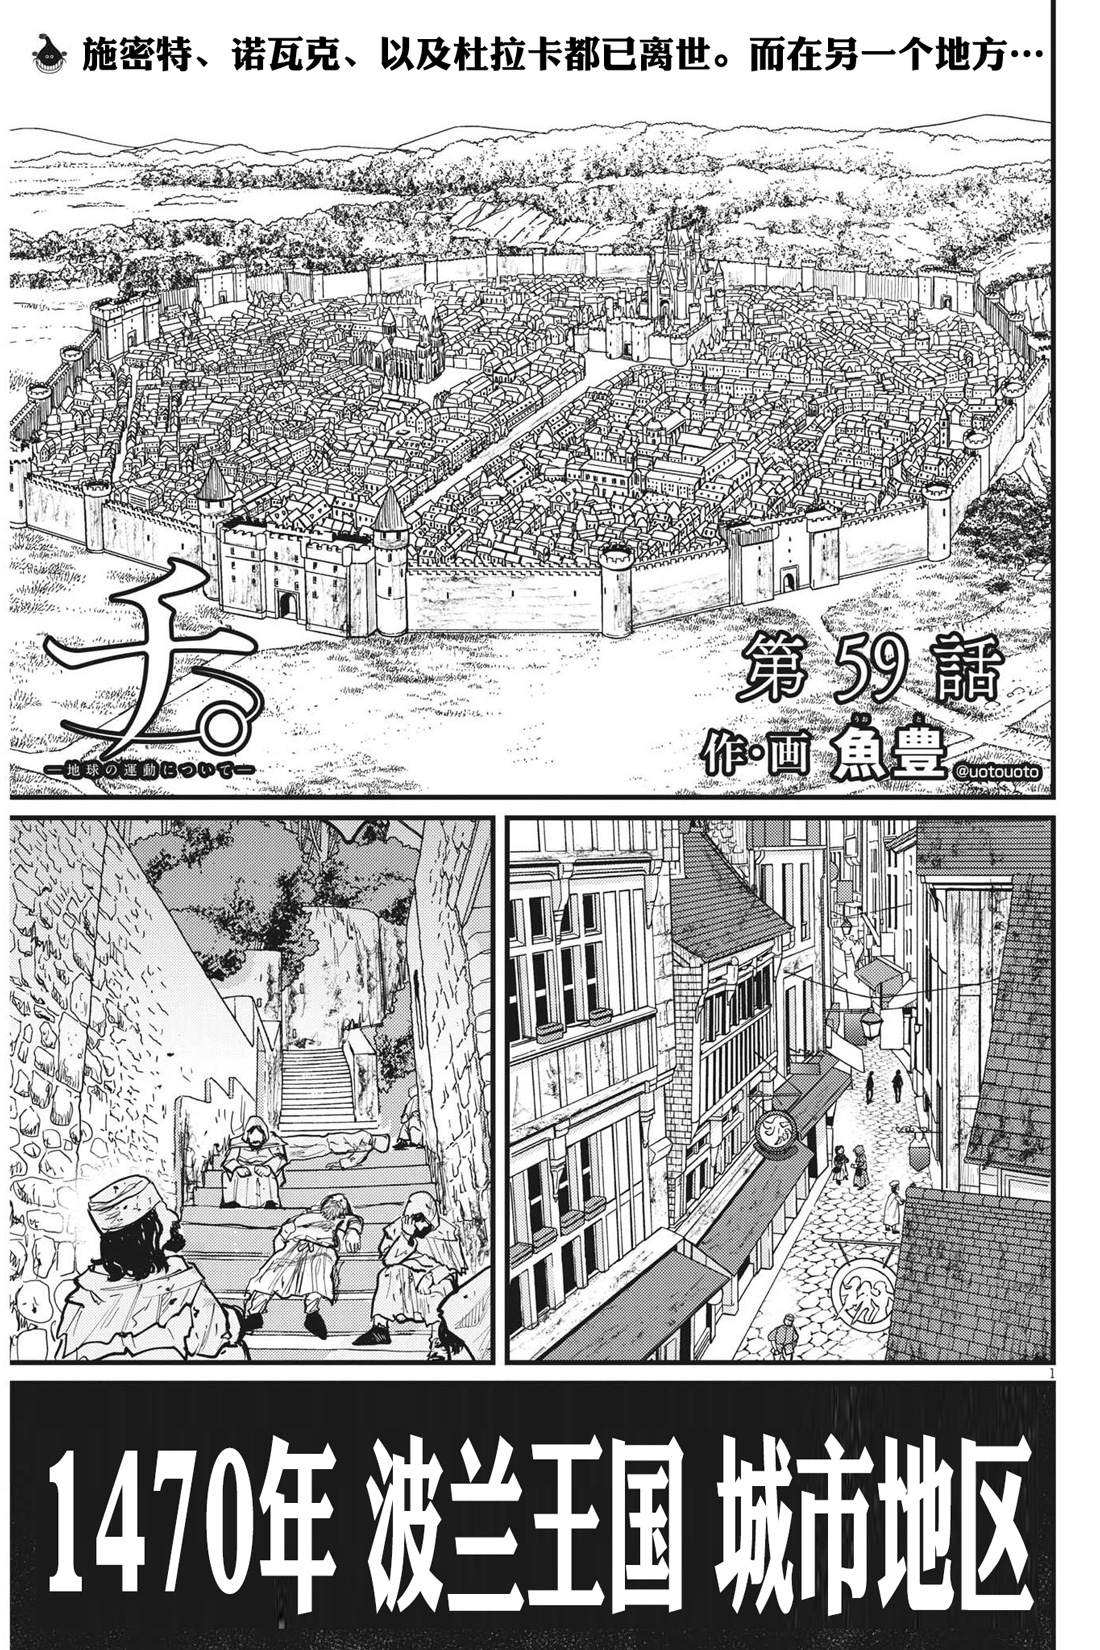 施密特、诺瓦克、以及杜拉卡都已离世。而在另一个地方…
チ。
―地球の運動について―
第59話
うお と
作・画 魚豊 @uotouoto
1
1470年 波兰王国 城市地区